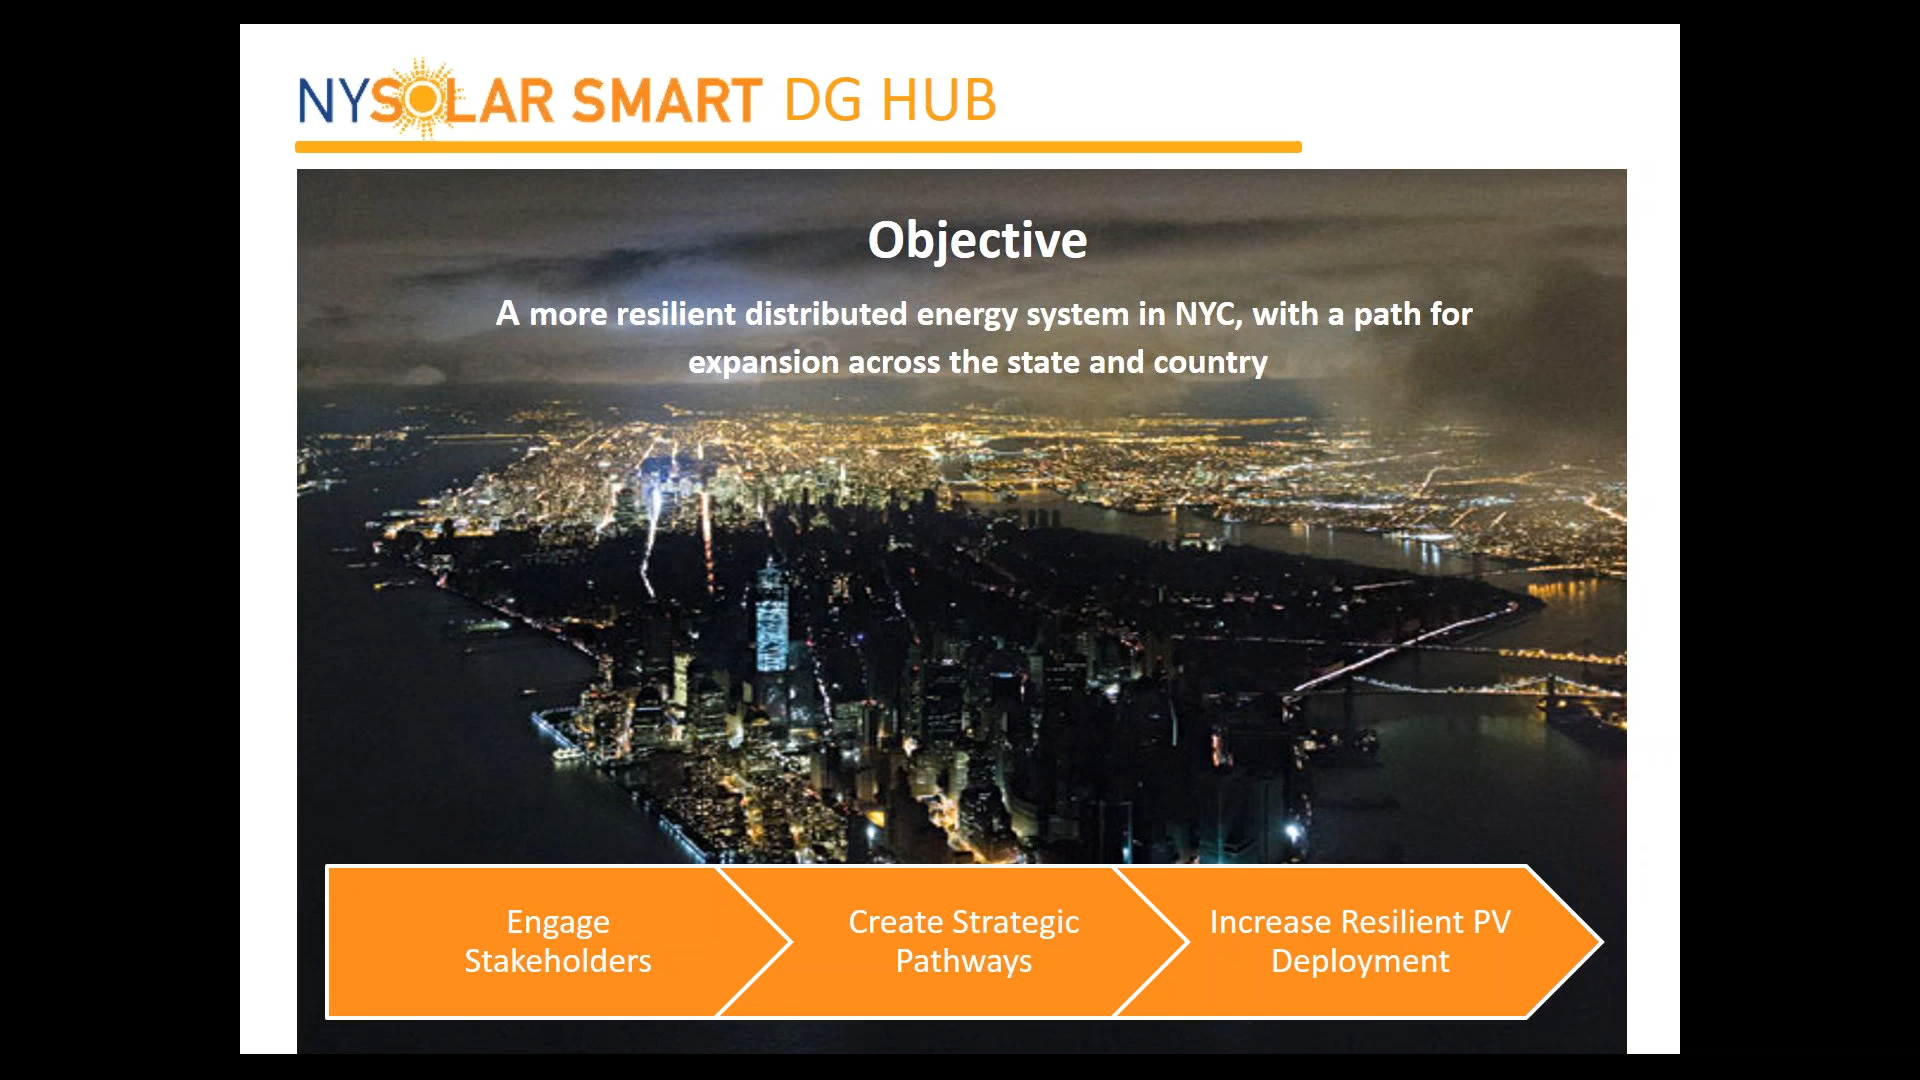 NYSOLAR SMART DG HUB
Objective
A more resilient distributed energy system in NYC, with a path for
expansion across the state and country
Engage
Stakeholders
Create Strategic
Pathways
Increase Resilient PV
Deployment